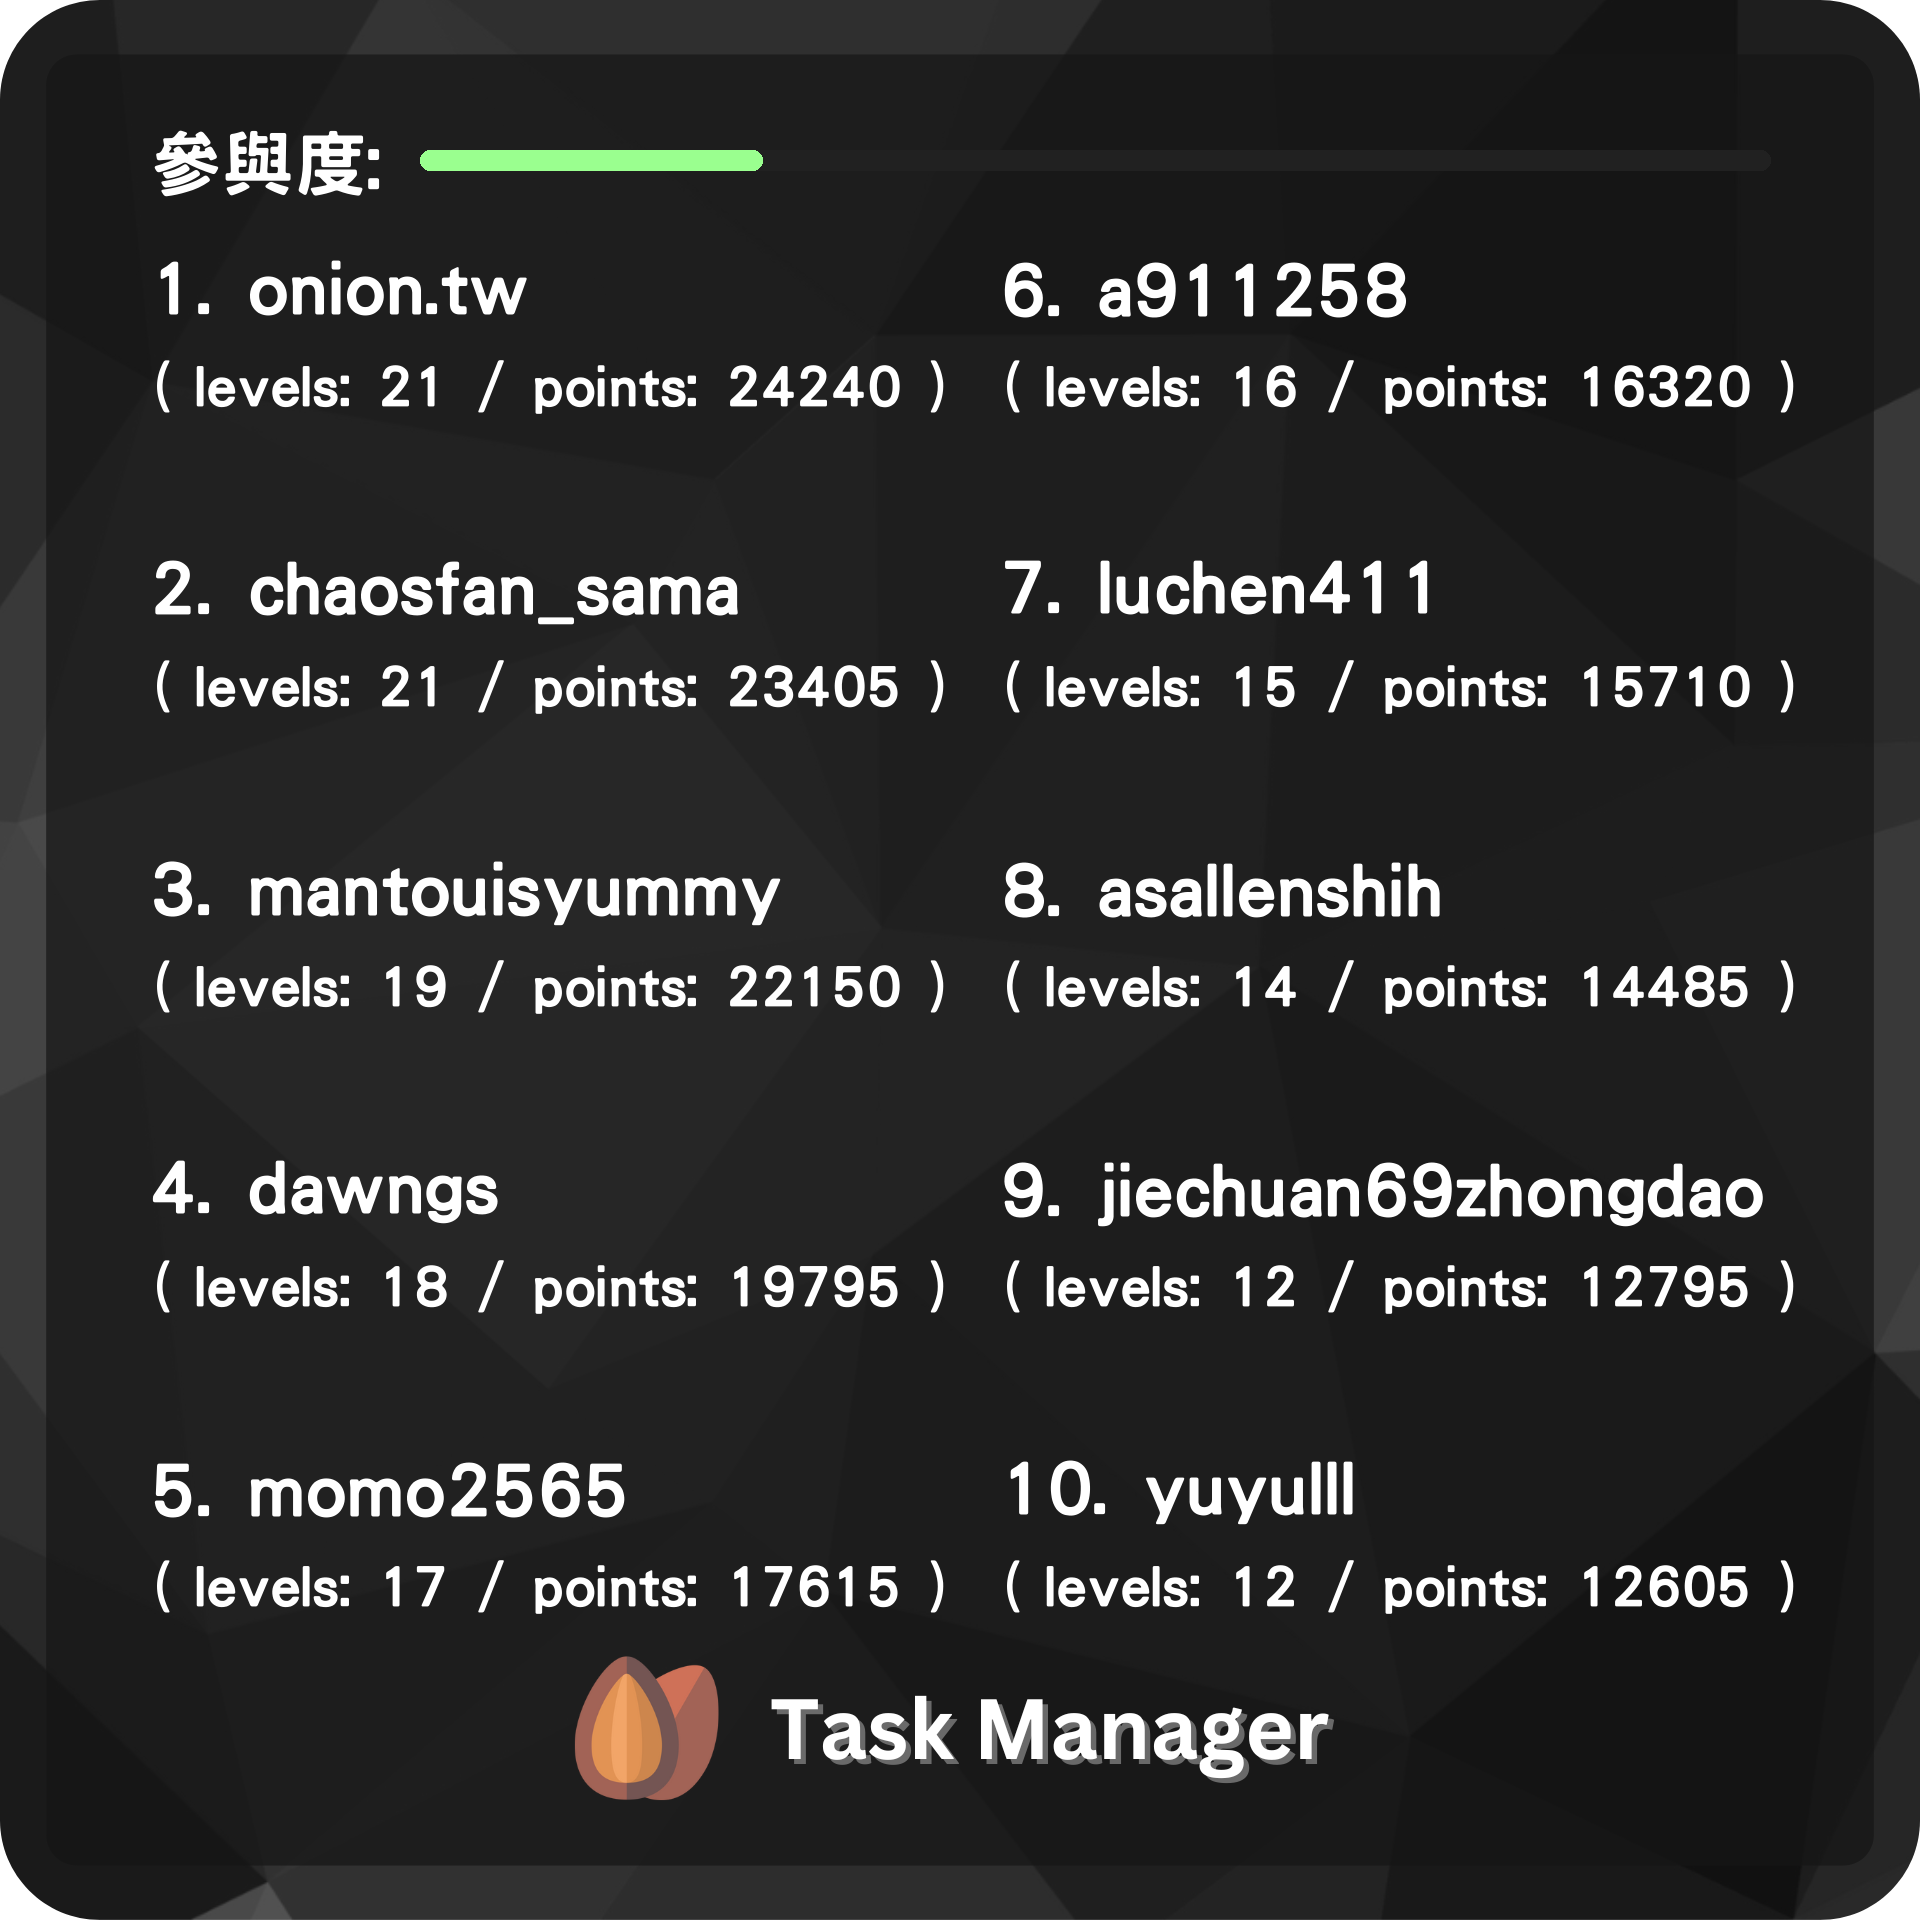 參與度:
1. onion.tw
( levels: 21 / points: 24240 )
2. chaosfan_sama
( levels: 21 / points: 23405 )
3. mantouisyummy
( levels: 19 / points: 22150 )
4. dawngs
( levels: 18 / points: 19795 )
5. momo2565
( levels: 17 / points: 17615 )
6. a911258
( levels: 16 / points: 16320 )
7. luchen411
( levels: 15 / points: 15710 )
8. asallenshih
( levels: 14 / points: 14485 )
9. jiechuan69zhongdao
( levels: 12 / points: 12795 )
10. yuyulll
( levels: 12 / points: 12605 )
Task Manager